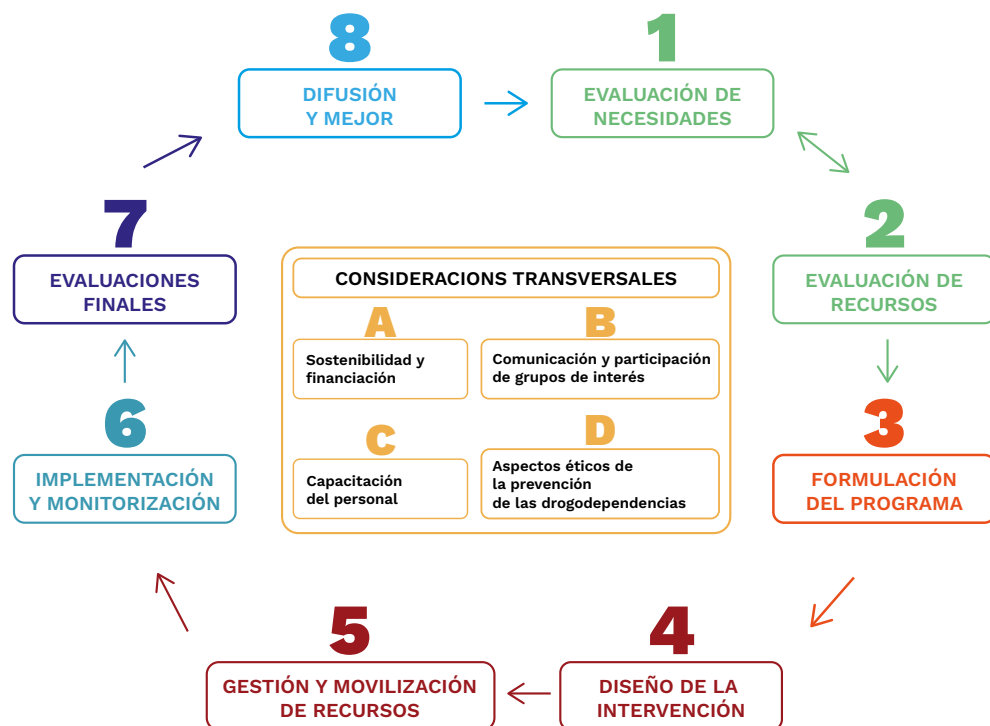 1
EVALUACIÓN DE
NECESIDADES
2
EVALUACIÓN DE
RECURSOS
3
FORMULACIÓN
DEL PROGRAMA
4
DISEÑO DE LA
INTERVENCIÓN
5
GESTIÓN Y MOVILIZACIÓN
DE RECURSOS
6
IMPLEMENTACIÓN
Y MONITORIZACIÓN
7
EVALUACIONES
FINALES
8
DIFUSIÓN
Y MEJOR
CONSIDERACIONS TRANSVERSALES
A
Sostenibilidad y
financiación
B
Comunicación y participación
de grupos de interés
C
Capacitación
del personal
D
Aspectos éticos de
la prevención
de las drogodependencias